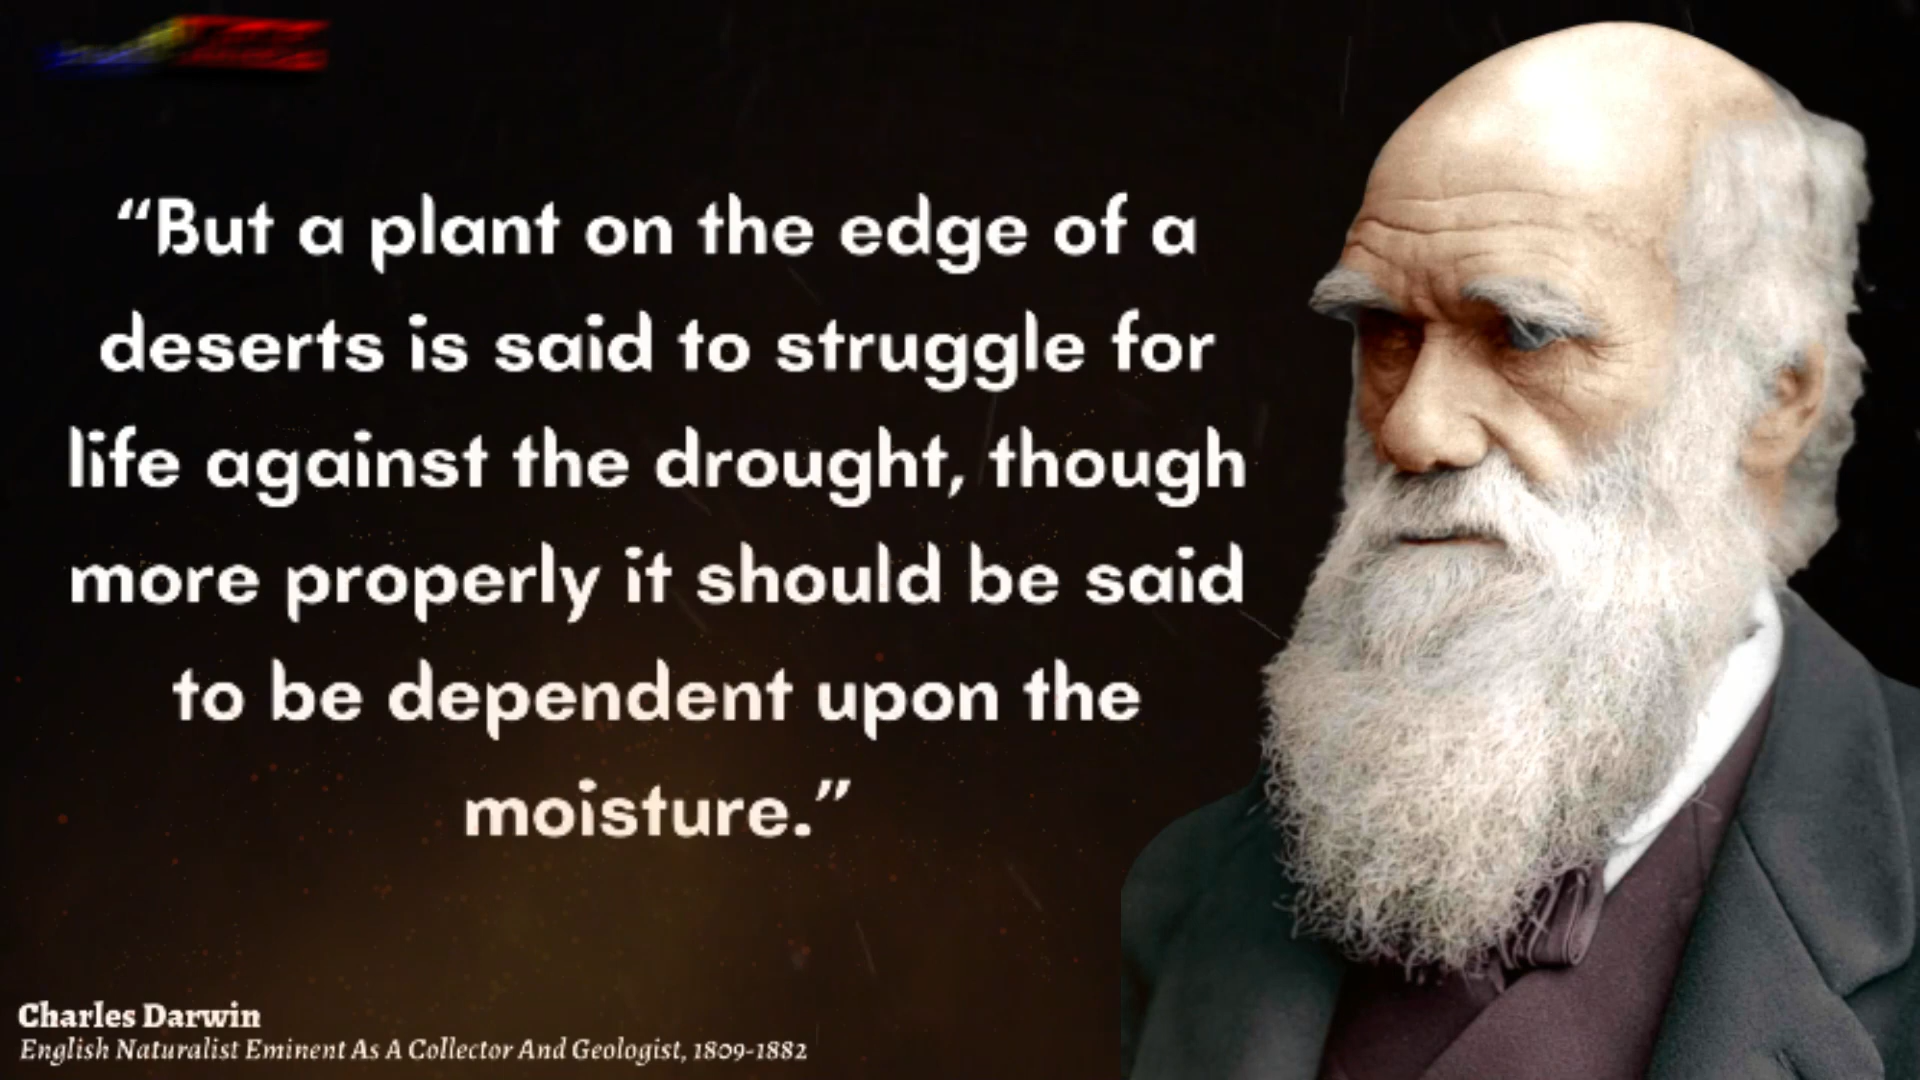 “But a plant on the edge of a
deserts is said to struggle for
life against the drought, though
more properly it should be said
to be dependent upon the
moisture.”
Charles Darwin
English Naturalist Eminent As A Collector And Geologist, 1809-1882